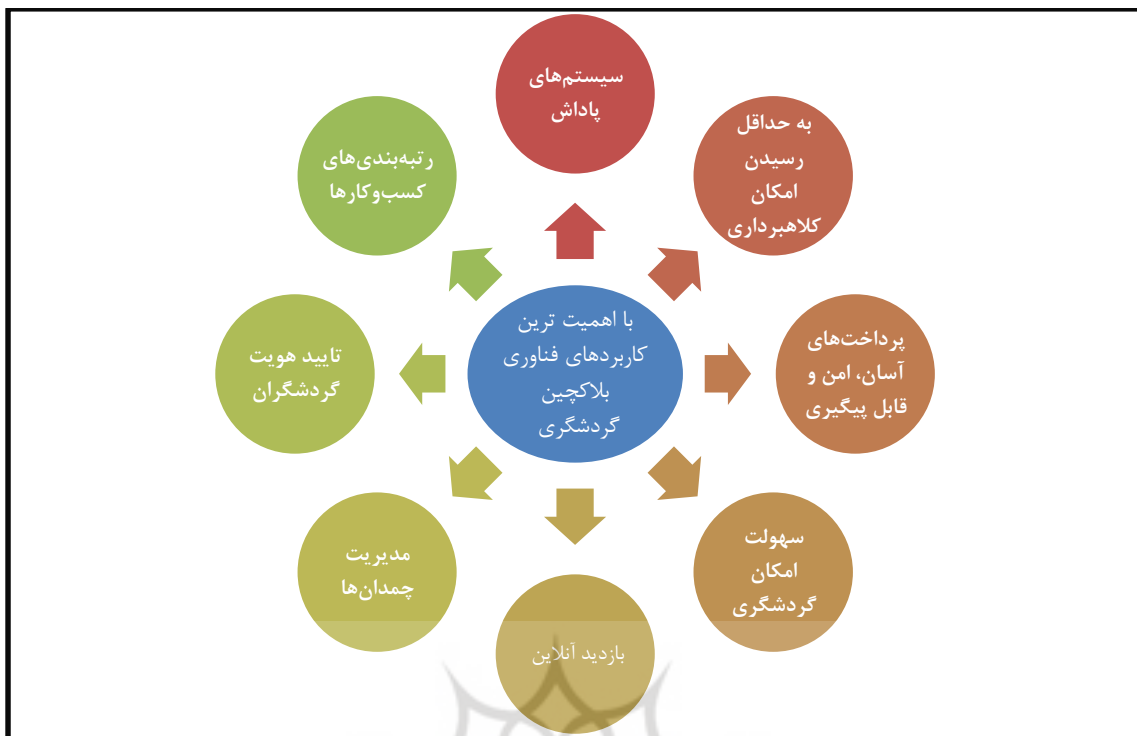 سیستم‌های
پاداش
به حداقل
رسیدن
امکان
کلاهبرداری
پرداخت‌های
آسان، امن و
قابل پیگیری
سهولت
امکان
گردشگری
بازدید آنلاین
مدیریت
چمدان‌ها
تایید هویت
گردشگران
رتبه‌بندی‌های
کسب‌وکارها
با اهمیت ترین
کاربردهای فناوری
بلاکچین
گردشگری